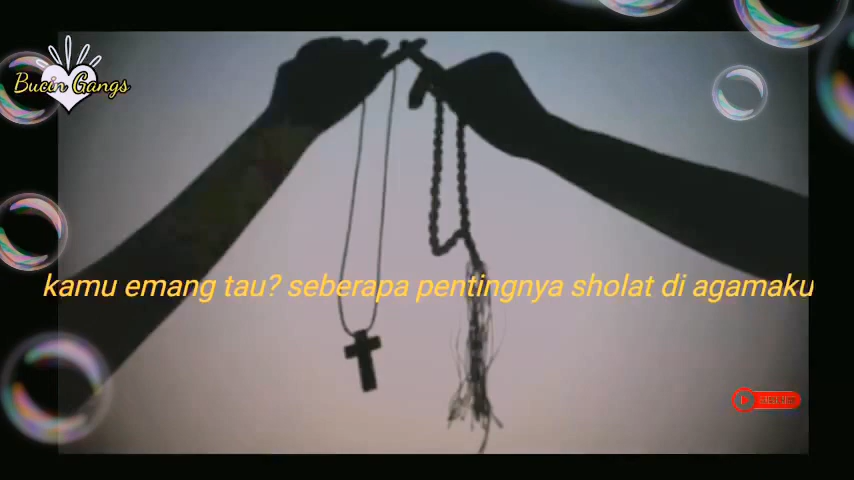 Bucin Gangs
kamu emang tau? seberapa pentingnya sholat di agamaku